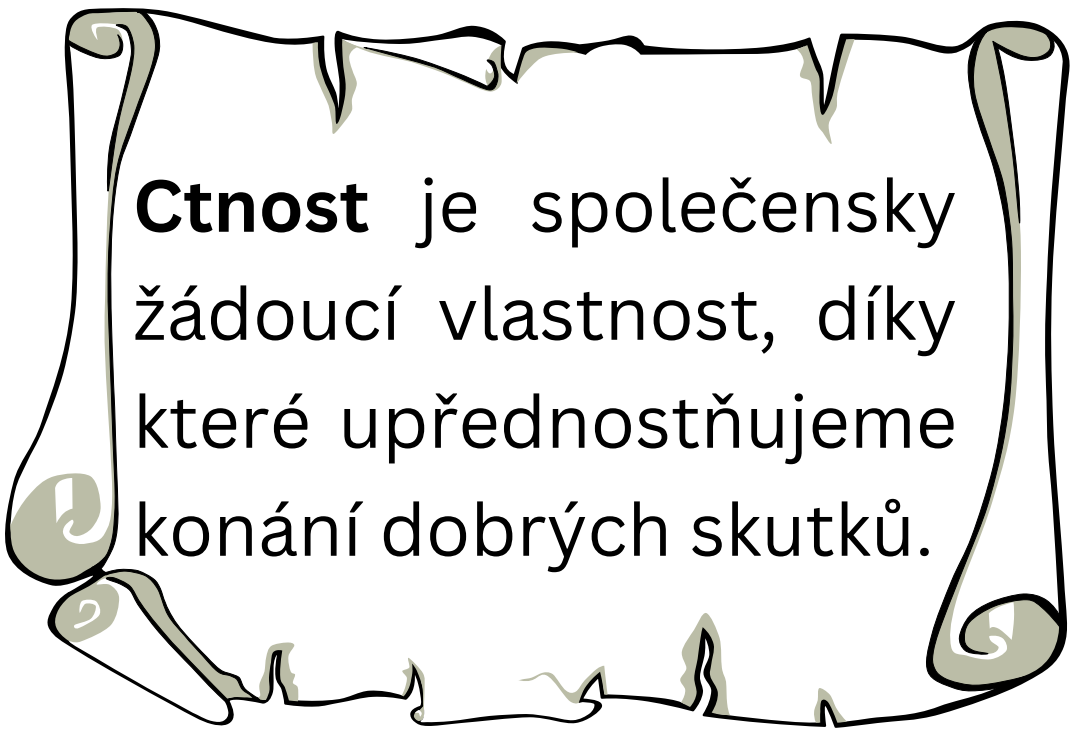 Ctnost je společensky
žádoucí vlastnost, díky
které upřednostňujeme
konání dobrých skutků.